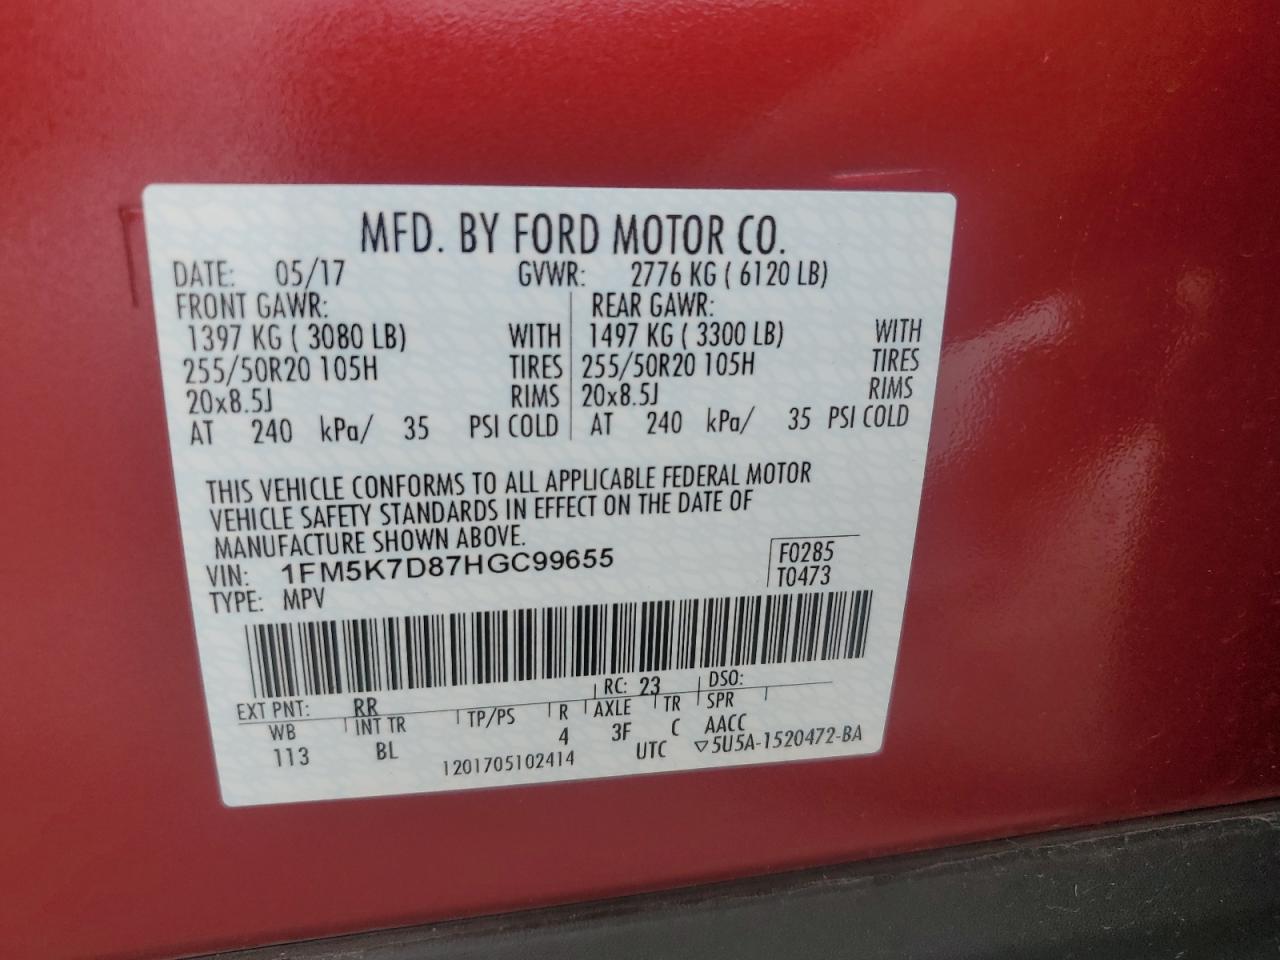 MFD. BY FORD MOTOR CO.
DATE: 05/17 GVWR: 2776 KG ( 6120 LB)
FRONT GAWR: REAR GAWR:
1397 KG ( 3080 LB) WITH 1497 KG ( 3300 LB) WITH
255/50R20 105H TIRES 255/50R20 105H TIRES
20x8.5J RIMS 20x8.5J RIMS
AT 240 kPa/ 35 PSI COLD AT 240 kPa/ 35 PSI COLD
THIS VEHICLE CONFORMS TO ALL APPLICABLE FEDERAL MOTOR
VEHICLE SAFETY STANDARDS IN EFFECT ON THE DATE OF
MANUFACTURE SHOWN ABOVE.
VIN: 1FM5K7D87HGC99655 F0285
TYPE: MPV T0473
EXT PNT: RR RC: 23 DSO:
WB INT TR TP/PS R AXLE TR SPR
113 BL 4 3F C AACC
1201705102414 UTC ▽5U5A-1520472-BA